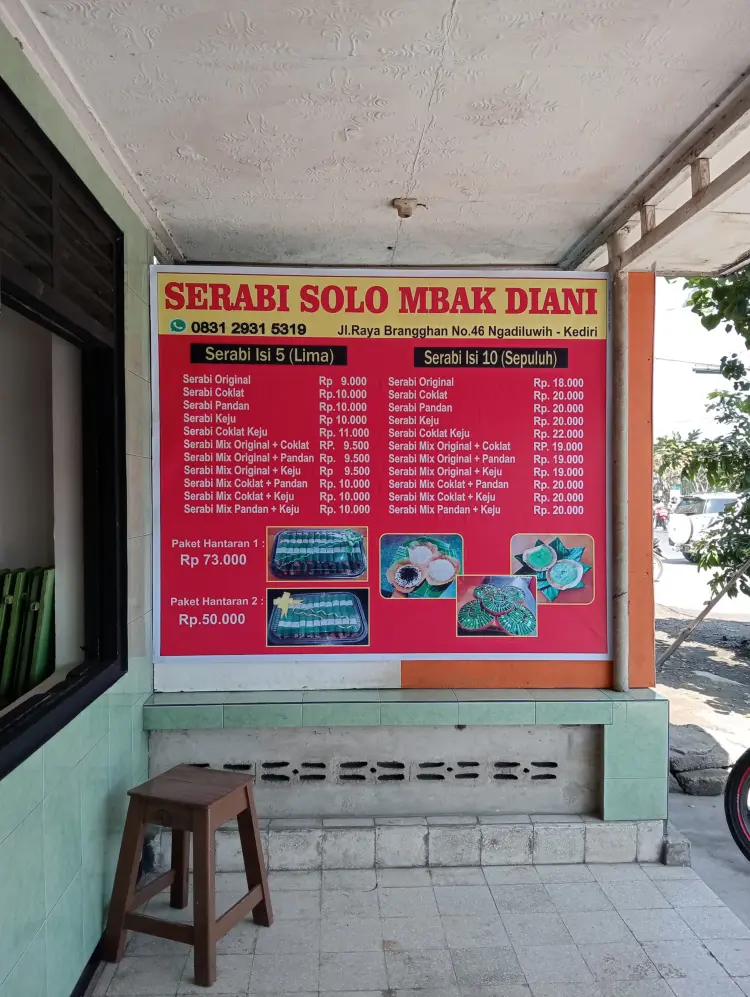 SERABI SOLO MBAK DIANI
0831 2931 5319 Jl.Raya Brangghan No.46 Ngadiluwih - Kediri
Serabi Isi 5 (Lima)
Serabi Original Rp 9.000
Serabi Coklat Rp.10.000
Serabi Pandan Rp.10.000
Serabi Keju Rp 10.000
Serabi Coklat Keju Rp. 11.000
Serabi Mix Original + Coklat RP. 9.500
Serabi Mix Original + Pandan Rp. 9.500
Serabi Mix Original + Keju Rp 9.500
Serabi Mix Coklat + Pandan Rp. 10.000
Serabi Mix Coklat + Keju Rp. 10.000
Serabi Mix Pandan + Keju Rp. 10.000
Serabi Isi 10 (Sepuluh)
Serabi Original Rp. 18.000
Serabi Coklat Rp. 20.000
Serabi Pandan Rp. 20.000
Serabi Keju Rp. 20.000
Serabi Coklat Keju Rp. 22.000
Serabi Mix Original + Coklat Rp. 19.000
Serabi Mix Original + Pandan Rp. 19.000
Serabi Mix Original + Keju Rp. 19.000
Serabi Mix Coklat + Pandan Rp. 20.000
Serabi Mix Coklat + Keju Rp. 20.000
Serabi Mix Pandan + Keju Rp. 20.000
Paket Hantaran 1 :
Rp 73.000
Paket Hantaran 2 :
Rp.50.000